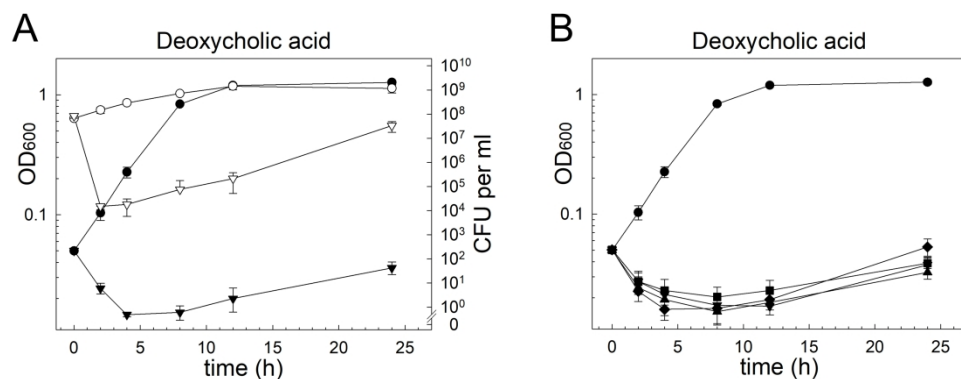 A
Deoxycholic acid
OD600
1
0.1
10^10
10^9
10^8
10^7
10^6
10^5
10^4
10^3
10^2
10^1
10^0
0
CFU per ml
0 5 10 15 20 25
time (h)
B
Deoxycholic acid
OD600
1
0.1
0 5 10 15 20 25
time (h)